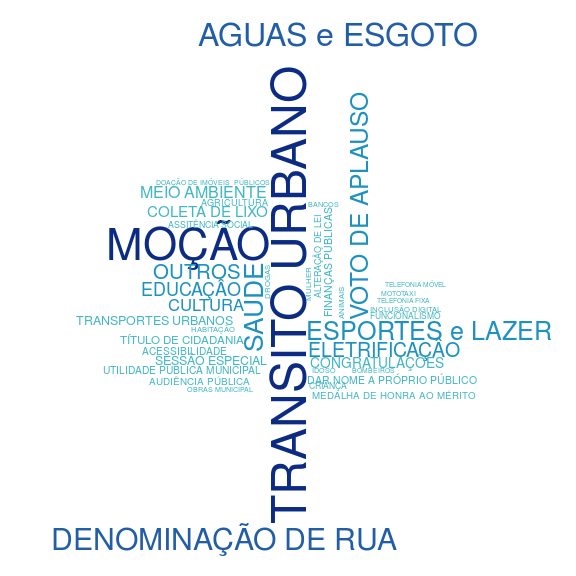 AGUAS e ESGOTO
TRANSITO URBANO
VOTO DE APLAUSO
DOAÇÃO DE IMÓVEIS PÚBLICOS
MEIO AMBIENTE
AGRICULTURA
COLETA DE LIXO
ASSITÊNCIA SOCIAL
MOÇÃO
OUTROS
SAUDE
DROGAS
EDUCAÇÃO
CULTURA
TRANSPORTES URBANOS
HABITAÇAO
TÍTULO DE CIDADANIA
ACESSIBILIDADE
SESSÃO ESPECIAL
UTILIDADE PÚBLICA MUNICIPAL
AUDIÊNCIA PÚBLICA
OBRAS MUNICIPAL
BANCOS
MULHER
ALTERAÇÃO DE LEI
FINANÇAS PÚBLICAS
ANIMAIS
TELEFONIA MÓVEL
MOTOTAXI
TELEFONIA FIXA
INCLUSÃO DIGITAL
FUNCIONALISMO
ESPORTES e LAZER
ELETRIFICAÇÃO
CONGRATULAÇÕES
IDOSO
BOMBEIROS
DAR NOME A PRÓPRIO PÚBLICO
CRIANÇA
MEDALHA DE HONRA AO MÉRITO
DENOMINAÇÃO DE RUA